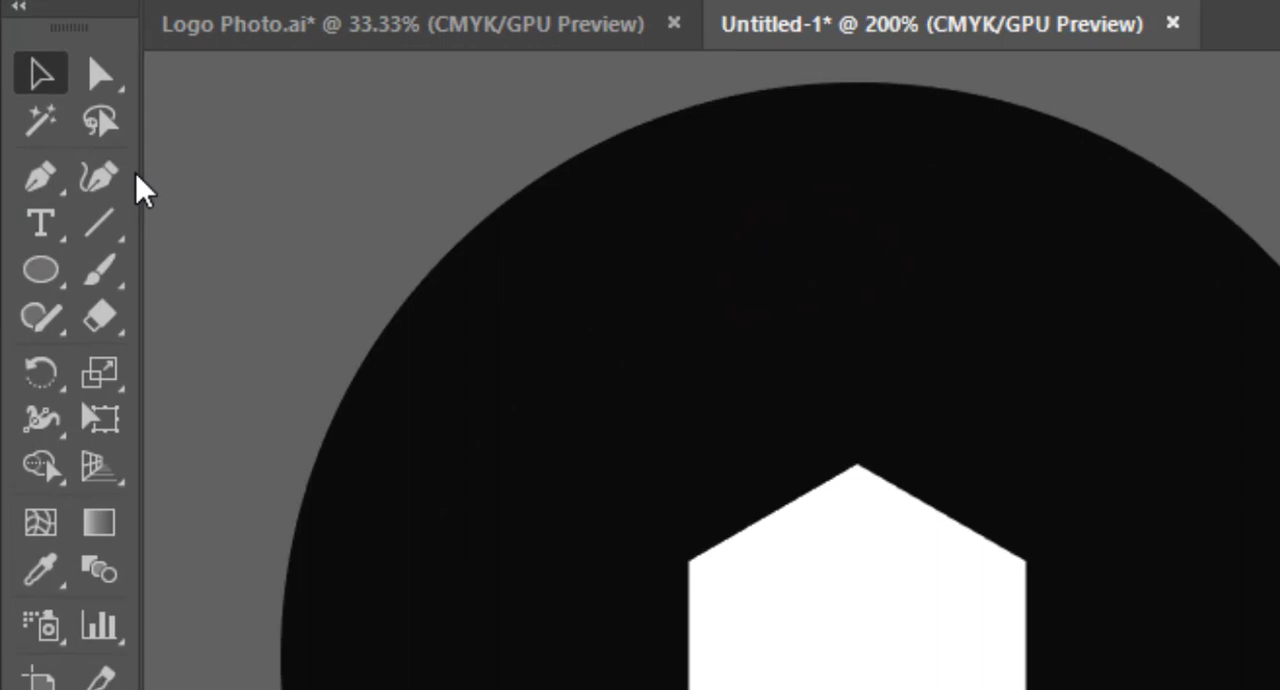 Logo Photo.ai* @ 33.33% (CMYK/GPU Preview) ×
Untitled-1* @ 200% (CMYK/GPU Preview) ×